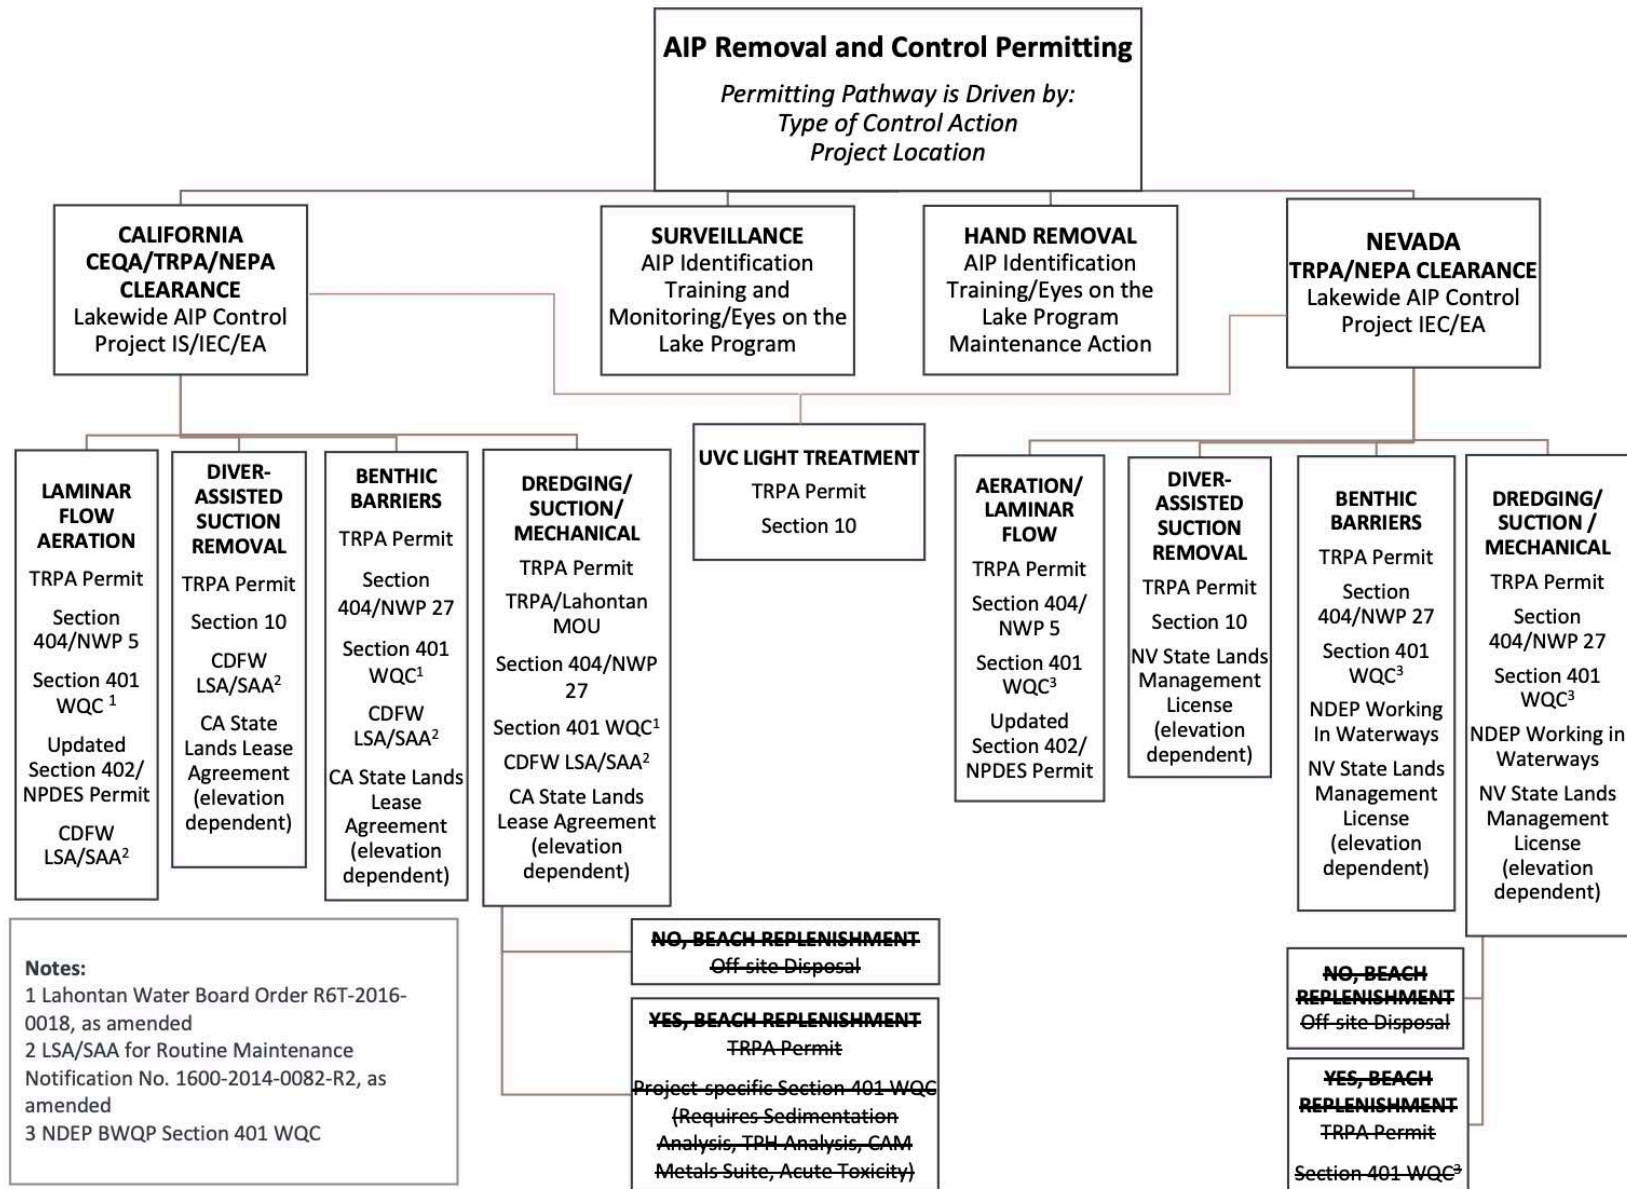 AIP Removal and Control Permitting
Permitting Pathway is Driven by:
Type of Control Action
Project Location
CALIFORNIA
CEQA/TRPA/NEPA
CLEARANCE
Lakewide AIP Control
Project IS/IEC/EA
SURVEILLANCE
AIP Identification
Training and
Monitoring/Eyes on the
Lake Program
HAND REMOVAL
AIP Identification
Training/Eyes on the
Lake Program
Maintenance Action
NEVADA
TRPA/NEPA CLEARANCE
Lakewide AIP Control
Project IEC/EA
LAMINAR
FLOW
AERATION
TRPA Permit
Section
404/NWP 5
Section 401
WQC 1
Updated
Section 402/
NPDES Permit
CDFW
LSA/SAA2
DIVER-
ASSISTED
SUCTION
REMOVAL
TRPA Permit
Section 10
CDFW
LSA/SAA2
CA State
Lands Lease
Agreement
(elevation
dependent)
BENTHIC
BARRIERS
TRPA Permit
Section
404/NWP 27
Section 401
WQC1
CDFW
LSA/SAA2
CA State Lands
Lease
Agreement
(elevation
dependent)
DREDGING/
SUCTION/
MECHANICAL
TRPA Permit
TRPA/Lahontan
MOU
Section 404/NWP
27
Section 401 WQC1
CDFW LSA/SAA2
CA State Lands
Lease Agreement
(elevation
dependent)
UVC LIGHT TREATMENT
TRPA Permit
Section 10
AERATION/
LAMINAR
FLOW
TRPA Permit
Section 404/
NWP 5
Section 401
WQC3
Updated
Section 402/
NPDES Permit
DIVER-
ASSISTED
SUCTION
REMOVAL
TRPA Permit
Section 10
NV State Lands
Management
License
(elevation
dependent)
BENTHIC
BARRIERS
TRPA Permit
Section
404/NWP 27
Section 401
WQC3
NDEP Working
In Waterways
NV State Lands
Management
License
(elevation
dependent)
DREDGING/
SUCTION /
MECHANICAL
TRPA Permit
Section
404/NWP 27
Section 401
WQC3
NDEP Working in
Waterways
NV State Lands
Management
License
(elevation
dependent)
NO, BEACH REPLENISHMENT
Off-site Disposal
YES, BEACH REPLENISHMENT
TRPA Permit
Project-specific Section 401 WQC
(Requires Sedimentation
Analysis, TPH Analysis, CAM
Metals Suite, Acute Toxicity)
NO, BEACH
REPLENISHMENT
Off-site Disposal
YES, BEACH
REPLENISHMENT
TRPA Permit
Section 401 WQC3
Notes:
1 Lahontan Water Board Order R6T-2016-
0018, as amended
2 LSA/SAA for Routine Maintenance
Notification No. 1600-2014-0082-R2, as
amended
3 NDEP BWQP Section 401 WQC